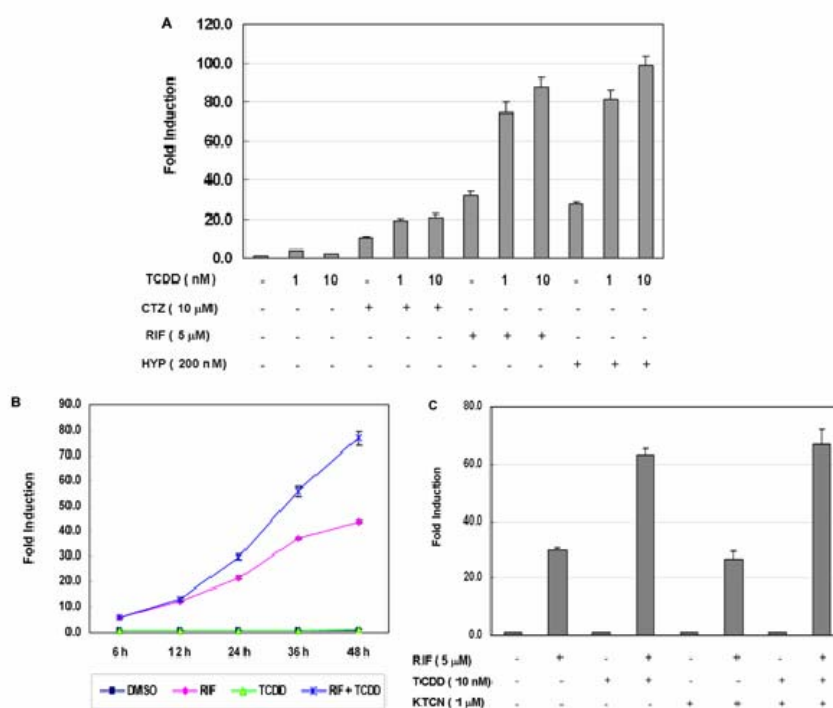 A
Fold Induction
120.0
100.0
80.0
60.0
40.0
20.0
0.0
TCDD ( nM) - 1 10 - 1 10 - 1 10 - 1 10
CTZ ( 10 μM) - - - + + + - - - - - -
RIF ( 5 μM) - - - - - - + + + - - -
HYP ( 200 nM) - - - - - - - - - + + +
B
Fold Induction
90.0
80.0
70.0
60.0
50.0
40.0
30.0
20.0
10.0
0.0
6 h 12 h 24 h 36 h 48 h
DMSO RIF TCDD RIF + TCDD
C
Fold Induction
80.0
60.0
40.0
20.0
0.0
RIF ( 5 μM) - + - + - + - +
TCDD ( 10 nM) - - + + - - + +
KTCN ( 1 μM) - - - - + + + +